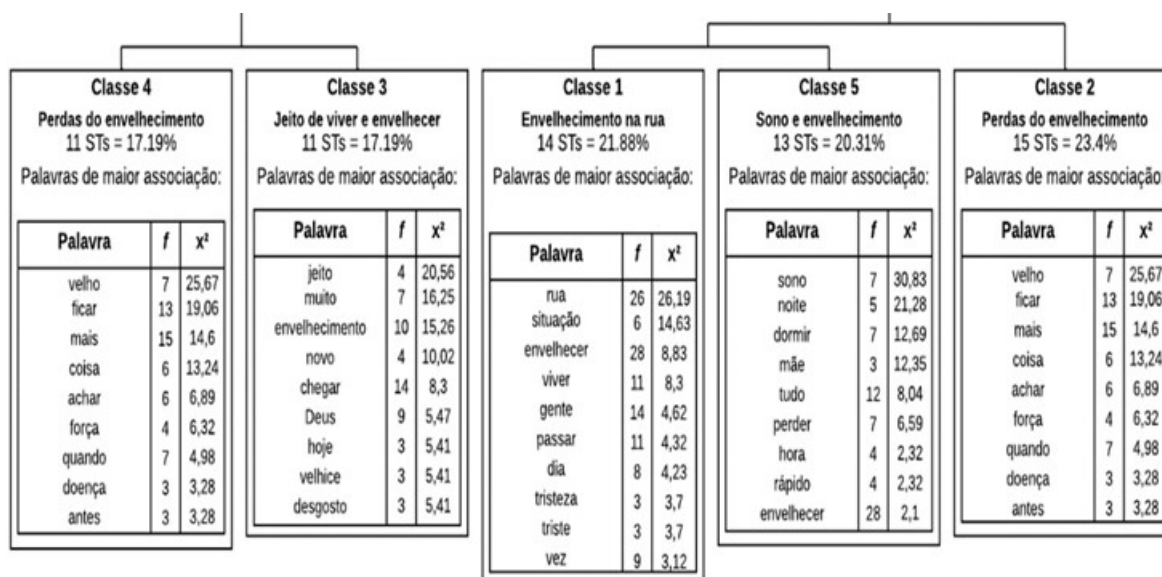 Classe 4
Perdas do envelhecimento
11 STs = 17.19%
Palavras de maior associação:
Palavra f x²
velho 7 25,67
ficar 13 19,06
mais 15 14,6
coisa 6 13,24
achar 6 6,89
força 4 6,32
quando 7 4,98
doença 3 3,28
antes 3 3,28
Classe 3
Jeito de viver e envelhecer
11 STs = 17.19%
Palavras de maior associação:
Palavra f x²
jeito 4 20,56
muito 7 16,25
envelhecimento 10 15,26
novo 4 10,02
chegar 14 8,3
Deus 9 5,47
hoje 3 5,41
velhice 3 5,41
desgosto 3 5,41
Classe 1
Envelhecimento na rua
14 STs = 21.88%
Palavras de maior associação:
Palavra f x²
rua 26 26,19
situação 6 14,63
envelhecer 28 8,83
viver 11 8,3
gente 14 4,62
passar 11 4,32
dia 8 4,23
tristeza 3 3,7
triste 3 3,7
vez 9 3,12
Classe 5
Sono e envelhecimento
13 STs = 20.31%
Palavras de maior associação:
Palavra f x²
sono 7 30,83
noite 5 21,28
dormir 7 12,69
mãe 3 12,35
tudo 12 8,04
perder 7 6,59
hora 4 2,32
rápido 4 2,32
envelhecer 28 2,1
Classe 2
Perdas do envelhecimento
15 STs = 23.4%
Palavras de maior associação:
Palavra f x²
velho 7 25,67
ficar 13 19,06
mais 15 14,6
coisa 6 13,24
achar 6 6,89
força 4 6,32
quando 7 4,98
doença 3 3,28
antes 3 3,28